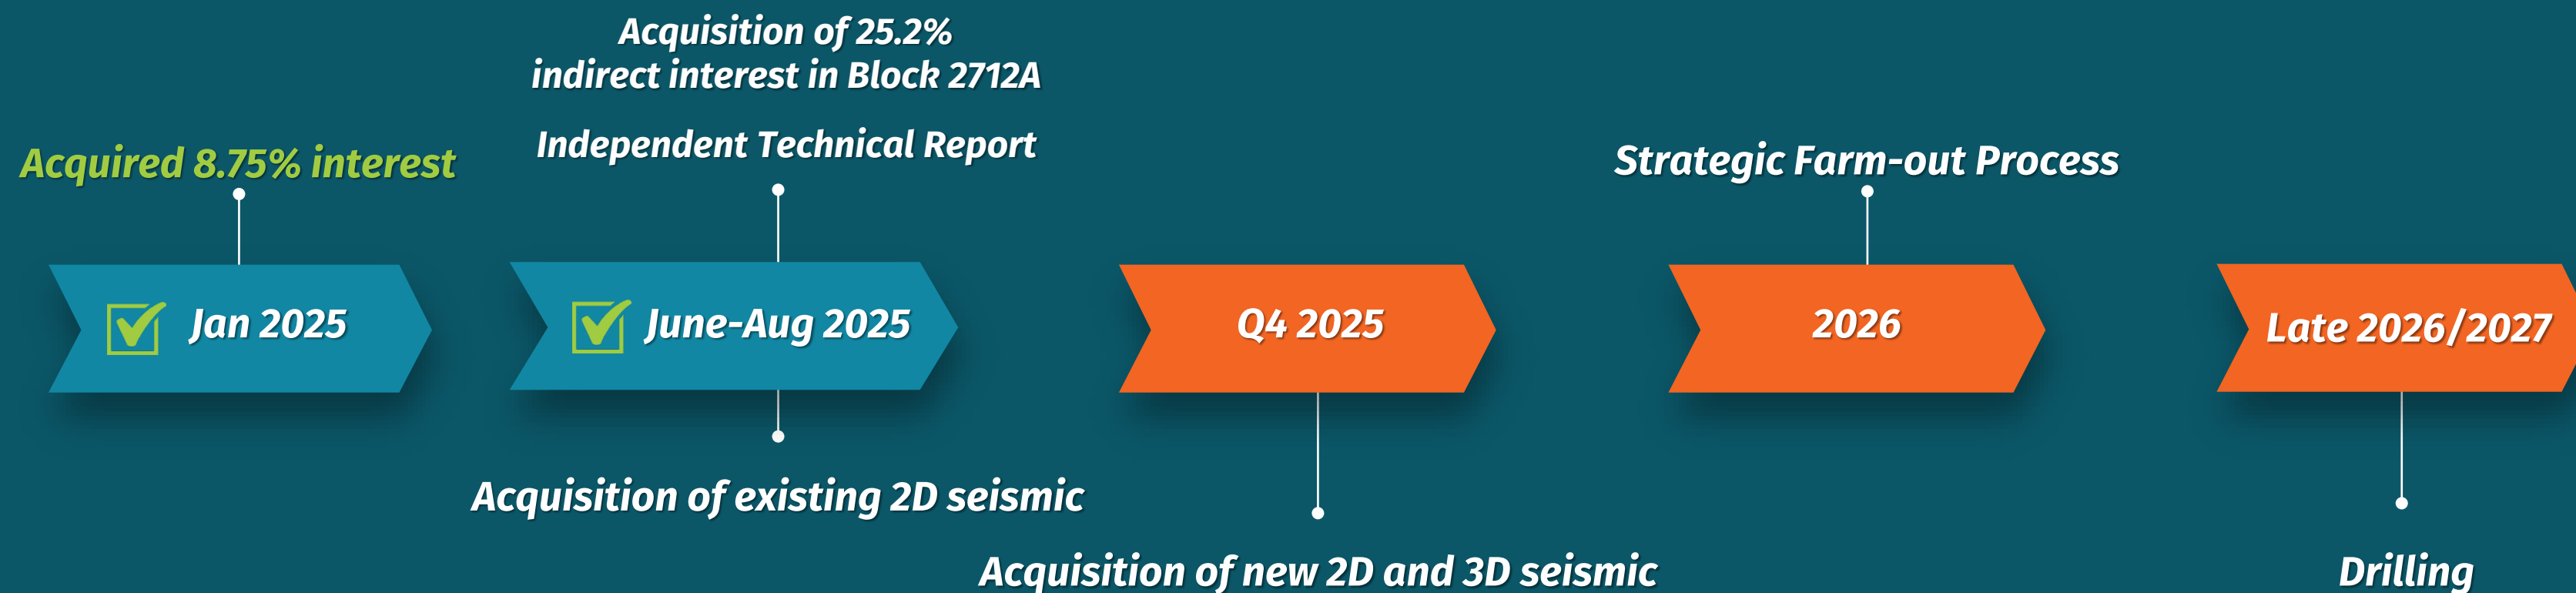 Acquired 8.75% interest
Jan 2025
Acquisition of 25.2%
indirect interest in Block 2712A
Independent Technical Report
June-Aug 2025
Acquisition of existing 2D seismic
Q4 2025
Acquisition of new 2D and 3D seismic
Strategic Farm-out Process
2026
Late 2026/2027
Drilling